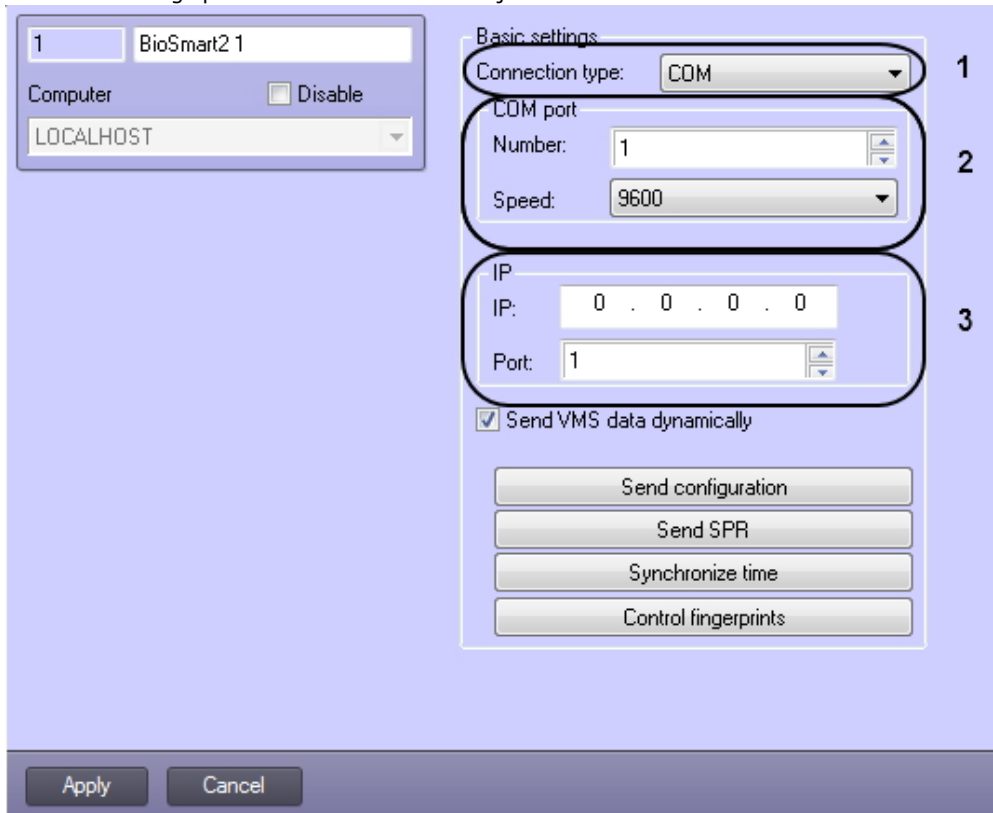 1 BioSmart2 1
Computer Disable
LOCALHOST
Basic settings
Connection type: COM 1
COM port
Number: 1
2
Speed: 9600
IP
IP: 0 . 0 . 0 . 0
3
Port: 1
Send VMS data dynamically
Send configuration
Send SPR
Synchronize time
Control fingerprints
Apply Cancel